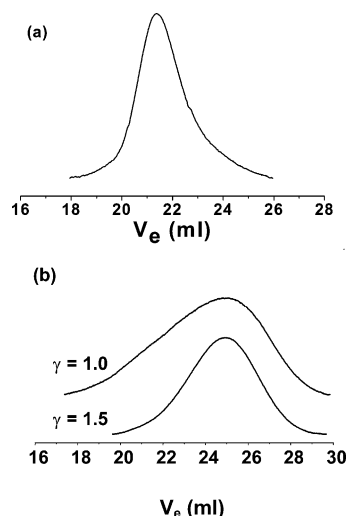 (a)
16 18 20 22 24 26 28
Ve (ml)
(b)
γ = 1.0
γ = 1.5
16 18 20 22 24 26 28 30
Ve (ml)